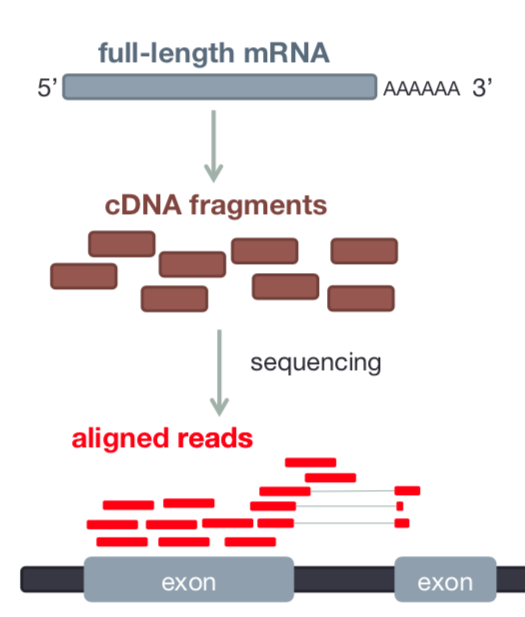 full-length mRNA
5’ AAAAAA 3’
cDNA fragments
sequencing
aligned reads
exon exon